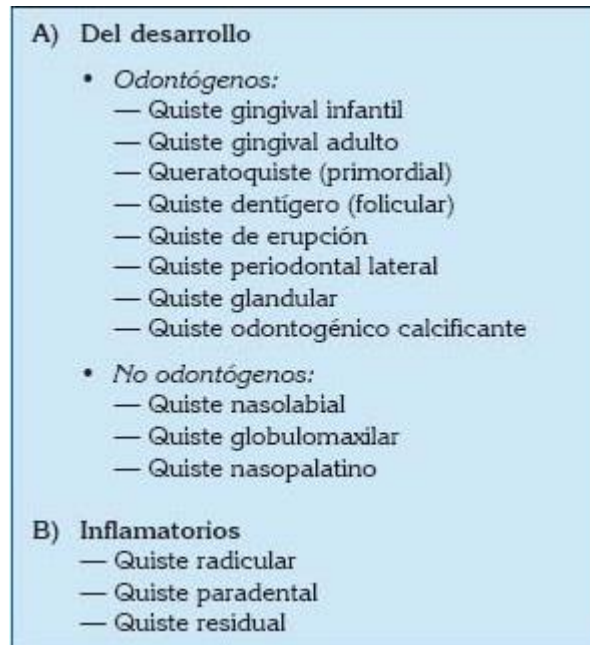 A) Del desarrollo
• Odontógenos:
— Quiste gingival infantil
— Quiste gingival adulto
— Queratoquiste (primordial)
— Quiste dentígero (folicular)
— Quiste de erupción
— Quiste periodontal lateral
— Quiste glandular
— Quiste odontogénico calcificante
• No odontógenos:
— Quiste nasolabial
— Quiste globulomaxilar
— Quiste nasopalatino
B) Inflamatorios
— Quiste radicular
— Quiste paradental
— Quiste residual